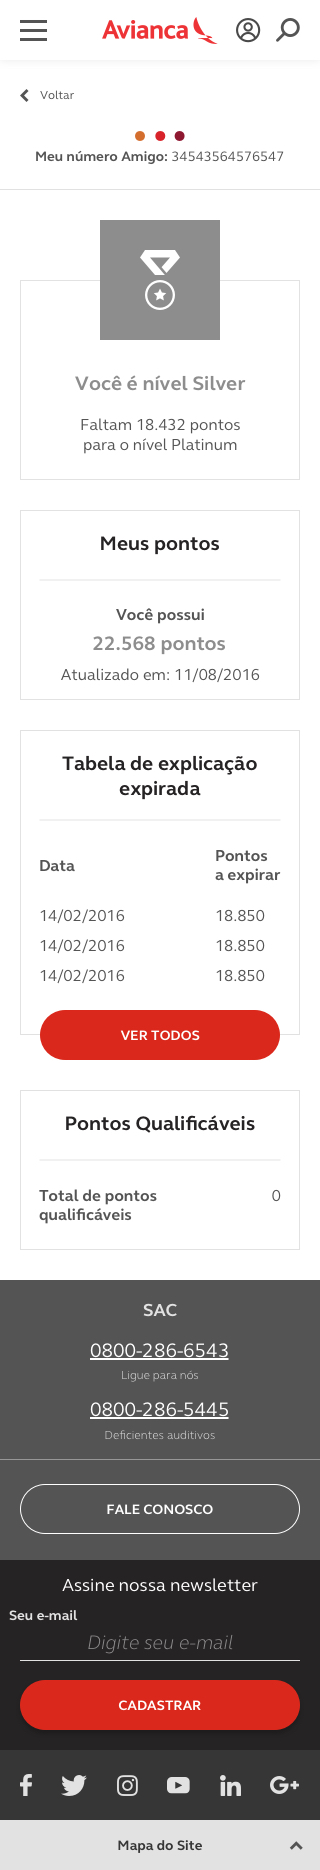 Avianca
Voltar
Meu número Amigo: 34543564576547
Você é nível Silver
Faltam 18.432 pontos
para o nível Platinum
Meus pontos
Você possui
22.568 pontos
Atualizado em: 11/08/2016
Tabela de explicação
expirada
Data
Pontos
a expirar
14/02/2016 18.850
14/02/2016 18.850
14/02/2016 18.850
VER TODOS
Pontos Qualificáveis
Total de pontos
qualificáveis
0
SAC
0800-286-6543
Ligue para nós
0800-286-5445
Deficientes auditivos
FALE CONOSCO
Assine nossa newsletter
Seu e-mail
Digite seu e-mail
CADASTRAR
Mapa do Site